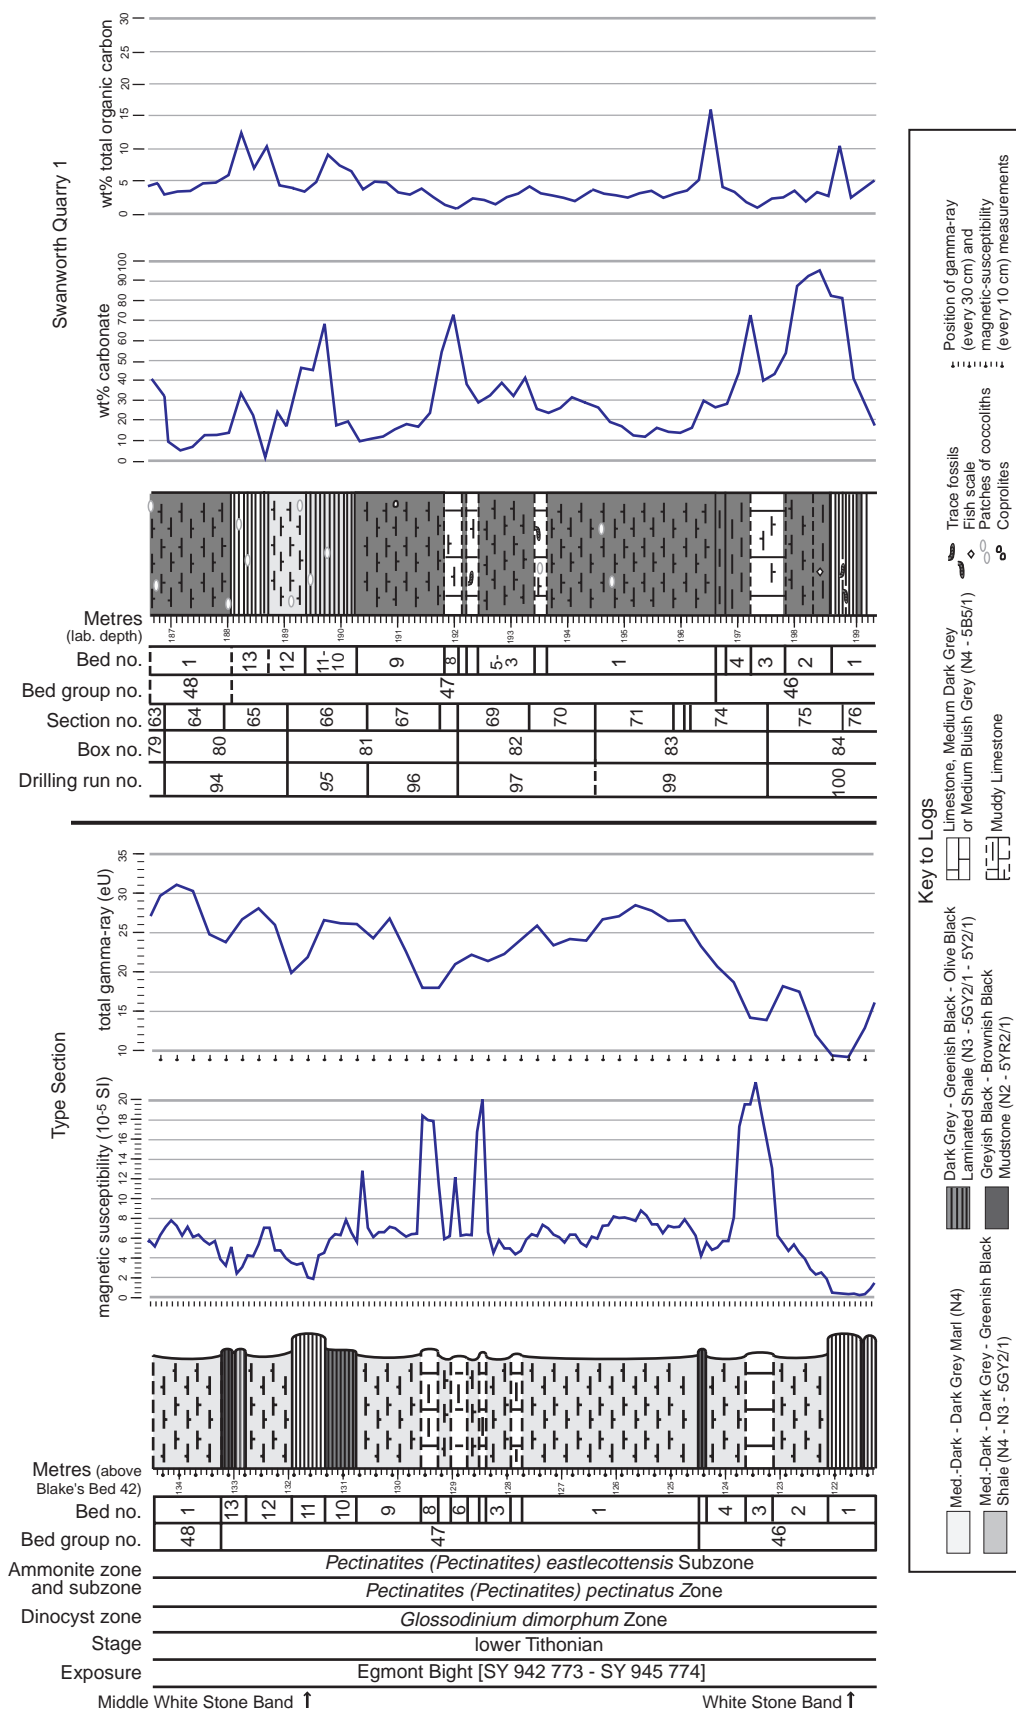 Swanworth Quarry 1
wt% total organic carbon
30
25
20
15
10
5
0
wt% carbonate
100
90
80
70
60
50
40
30
20
10
0
Metres
(lab. depth)
187
188
189
190
191
192
193
194
195
196
197
198
199
Bed no.
1
13
12
11-
10
9
8
5-
3
1
4
3
2
1
Bed group no.
48
47
46
Section no.
63
64
65
66
67
69
70
71
74
75
76
Box no.
79
80
81
82
83
84
Drilling run no.
94
95
96
97
99
100
Type Section
total gamma-ray (eU)
35
30
25
20
15
10
magnetic susceptibility (10-5 SI)
20
18
16
14
12
10
8
6
4
2
0
Metres (above
Blake's Bed 42)
134
133
132
131
130
129
128
127
126
125
124
123
122
Bed no.
1
13
12
11
10
9
8
6
3
1
4
3
2
1
Bed group no.
48
47
46
Ammonite zone
and subzone
Pectinatites (Pectinatites) eastlecottensis Subzone
Pectinatites (Pectinatites) pectinatus Zone
Dinocyst zone
Glossodinium dimorphum Zone
Stage
lower Tithonian
Exposure
Egmont Bight [SY 942 773 - SY 945 774]
Middle White Stone Band ↑
White Stone Band ↑
Key to Logs
Med.-Dark - Dark Grey Marl (N4)
Med.-Dark - Dark Grey - Greenish Black
Shale (N4 - N3 - 5GY2/1)
Dark Grey - Greenish Black - Olive Black
Laminated Shale (N3 - 5GY2/1 - 5Y2/1)
Greyish Black - Brownish Black
Mudstone (N2 - 5YR2/1)
Limestone, Medium Dark Grey
or Medium Bluish Grey (N4 - 5B5/1)
Muddy Limestone
Trace fossils
Fish scale
Patches of coccoliths
Coprolites
Position of gamma-ray
(every 30 cm) and
magnetic-susceptibility
(every 10 cm) measurements